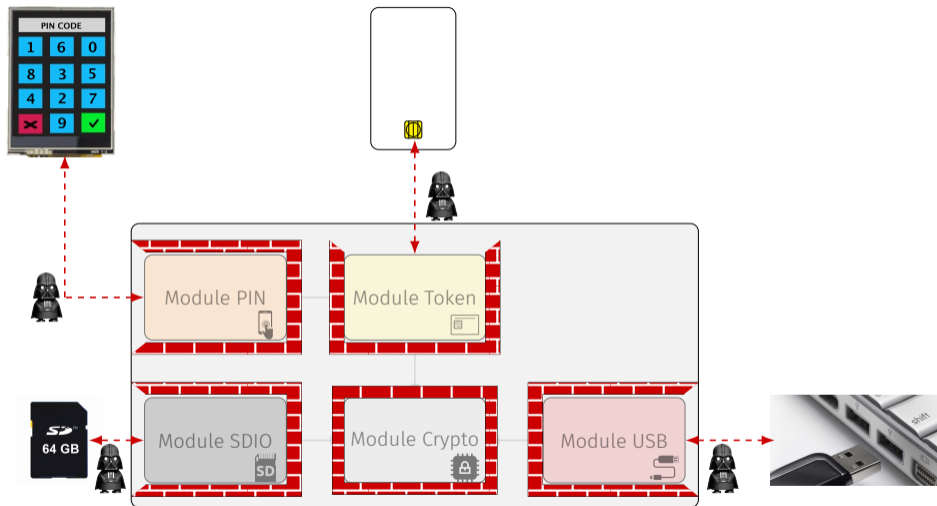 PIN CODE
1 6 0
8 3 5
4 2 7
9
Module PIN
Module Token
SD
64 GB
Module SDIO
SD
Module Crypto
Module USB
shift